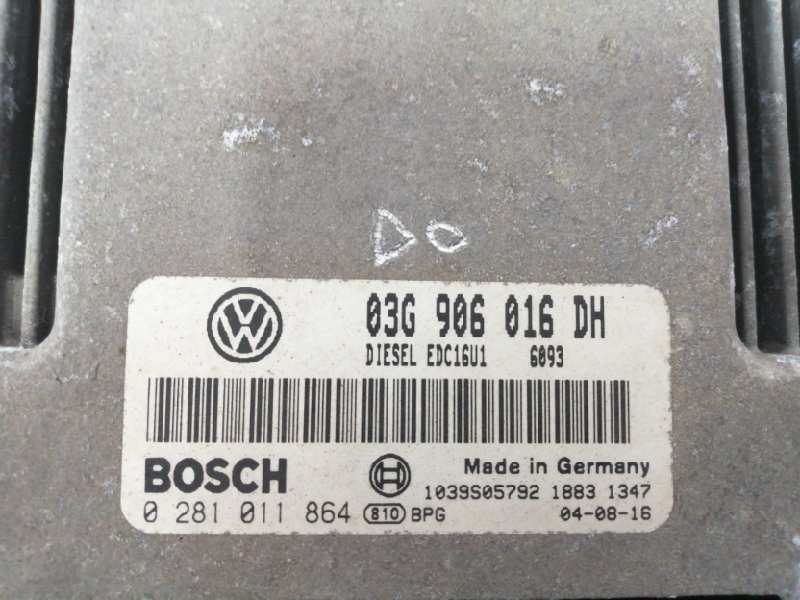 DO
03G 906 016 DH
DIESEL EDC16U1 6093
BOSCH
Made in Germany
1039S05792 1883 1347
0 281 011 864 810 BPG 04-08-16